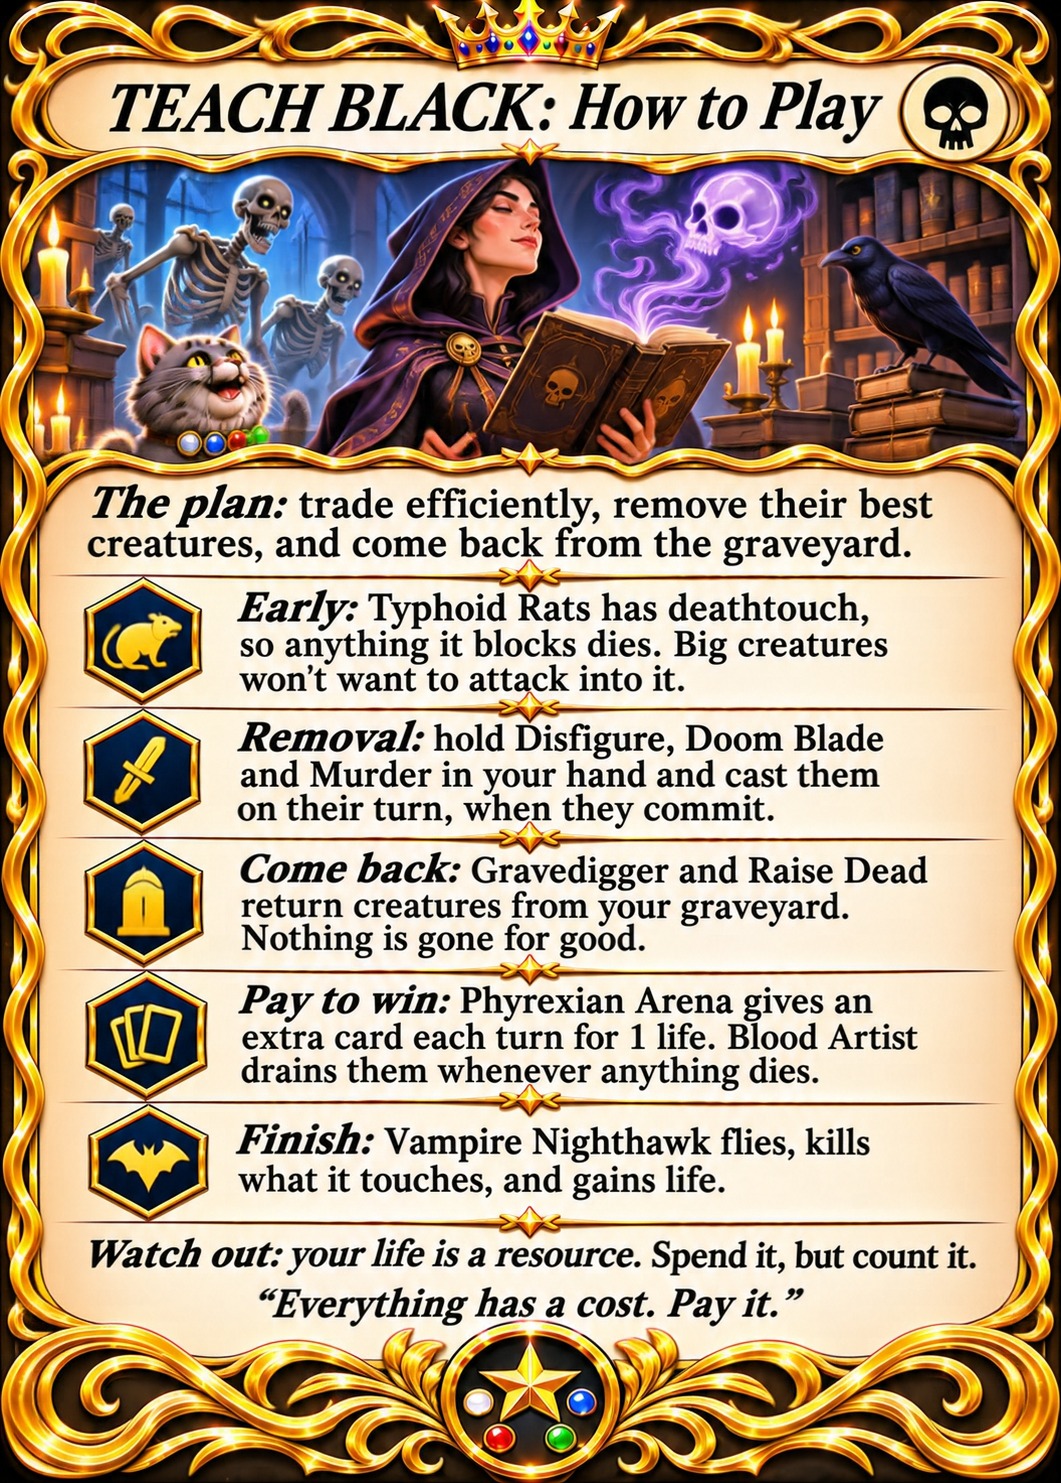 TEACH BLACK: How to Play
The plan: trade efficiently, remove their best
creatures, and come back from the graveyard.
Early: Typhoid Rats has deathtouch,
so anything it blocks dies. Big creatures
won't want to attack into it.
Removal: hold Disfigure, Doom Blade
and Murder in your hand and cast them
on their turn, when they commit.
Come back: Gravedigger and Raise Dead
return creatures from your graveyard.
Nothing is gone for good.
Pay to win: Phyrexian Arena gives an
extra card each turn for 1 life. Blood Artist
drains them whenever anything dies.
Finish: Vampire Nighthawk flies, kills
what it touches, and gains life.
Watch out: your life is a resource. Spend it, but count it.
“Everything has a cost. Pay it.”